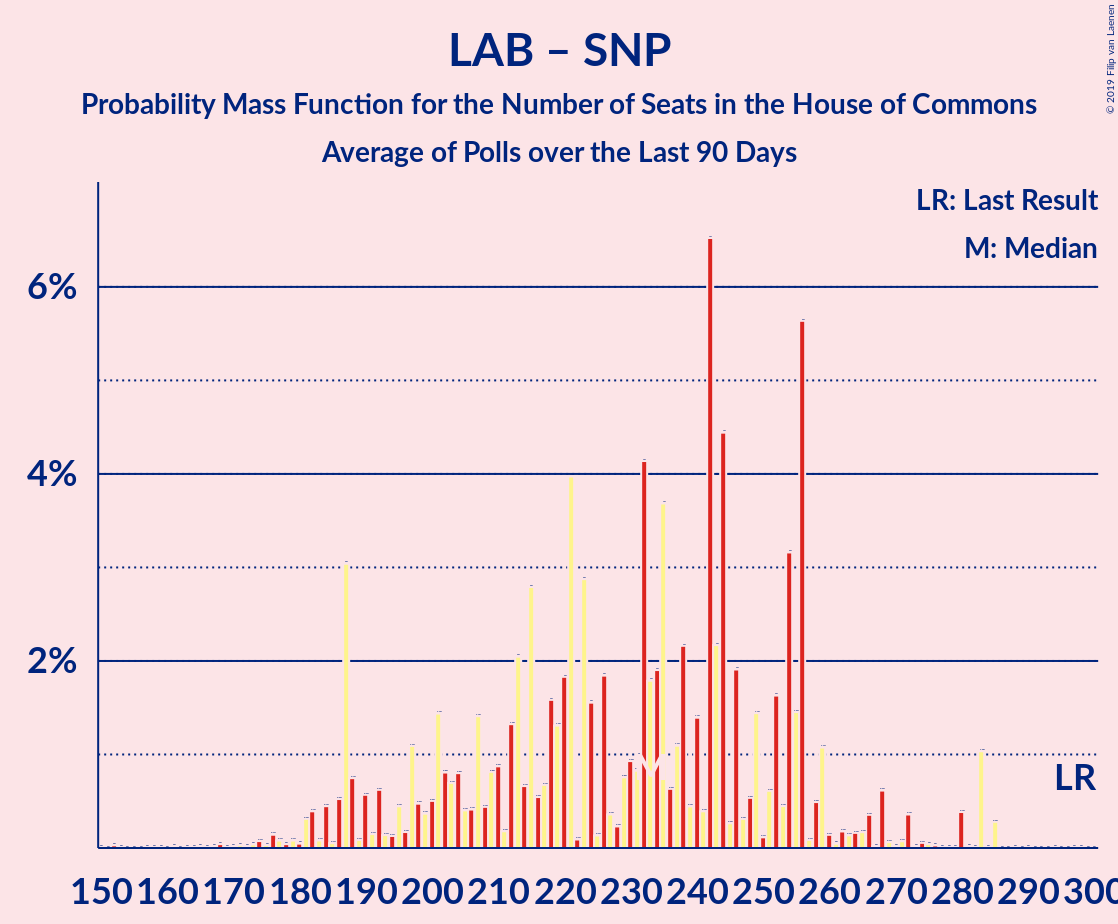 LAB – SNP
Probability Mass Function for the Number of Seats in the House of Commons
Average of Polls over the Last 90 Days
© 2019 Filip van Laenen
LR: Last Result
M: Median
6%
4%
2%
M
LR
150 160 170 180 190 200 210 220 230 240 250 260 270 280 290 300